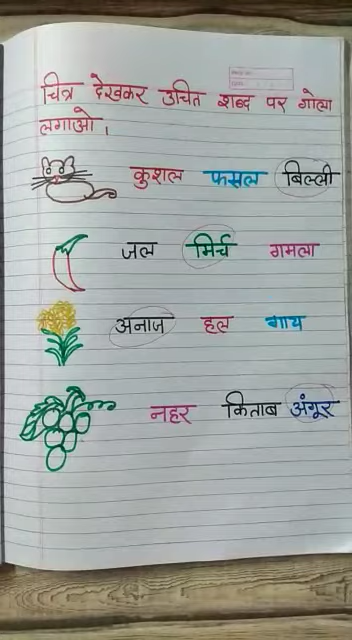 चित्र देखकर उचित शब्द पर गोला
लगाओ।
कुशल फसल बिल्ली
जल मिर्च गमला
अनाज हल गाय
नहर किताब अंगूर